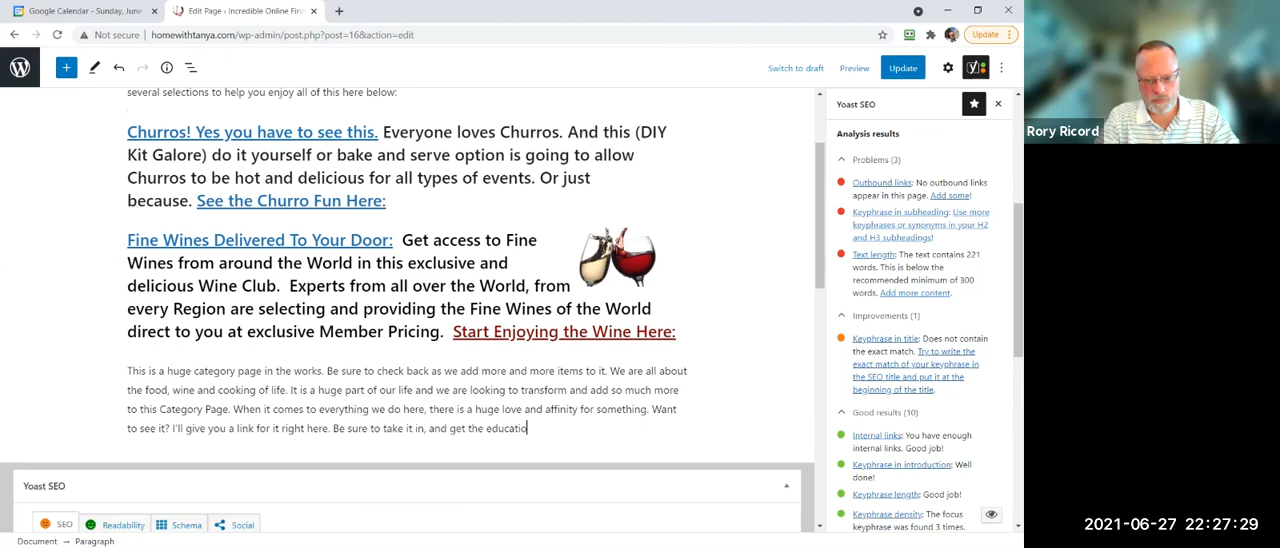 Google Calendar - Sunday, June
Edit Page ‹ Incredible Online Fin
Not secure | homewithtanya.com/wp-admin/post.php?post=16&action=edit
Update
Switch to draft
Preview
Update
several selections to help you enjoy all of this here below:
Churros! Yes you have to see this. Everyone loves Churros. And this (DIY
Kit Galore) do it yourself or bake and serve option is going to allow
Churros to be hot and delicious for all types of events. Or just
because. See the Churro Fun Here:
Fine Wines Delivered To Your Door: Get access to Fine
Wines from around the World in this exclusive and
delicious Wine Club. Experts from all over the World, from
every Region are selecting and providing the Fine Wines of the World
direct to you at exclusive Member Pricing. Start Enjoying the Wine Here:
This is a huge category page in the works. Be sure to check back as we add more and more items to it. We are all about
the food, wine and cooking of life. It is a huge part of our life and we are looking to transform and add so much more
to this Category Page. When it comes to everything we do here, there is a huge love and affinity for something. Want
to see it? I'll give you a link for it right here. Be sure to take it in, and get the educatio
Yoast SEO
SEO
Readability
Schema
Social
Document → Paragraph
Yoast SEO
Analysis results
Problems (3)
Outbound links: No outbound links
appear in this page. Add some!
Keyphrase in subheading: Use more
keyphrases or synonyms in your H2
and H3 subheadings!
Text length: The text contains 221
words. This is below the
recommended minimum of 300
words. Add more content.
Improvements (1)
Keyphrase in title: Does not contain
the exact match. Try to write the
exact match of your keyphrase in
the SEO title and put it at the
beginning of the title.
Good results (10)
Internal links: You have enough
internal links. Good job!
Keyphrase in introduction: Well
done!
Keyphrase length: Good job!
Keyphrase density: The focus
keyphrase was found 3 times.
Rory Ricord
2021-06-27 22:27:29